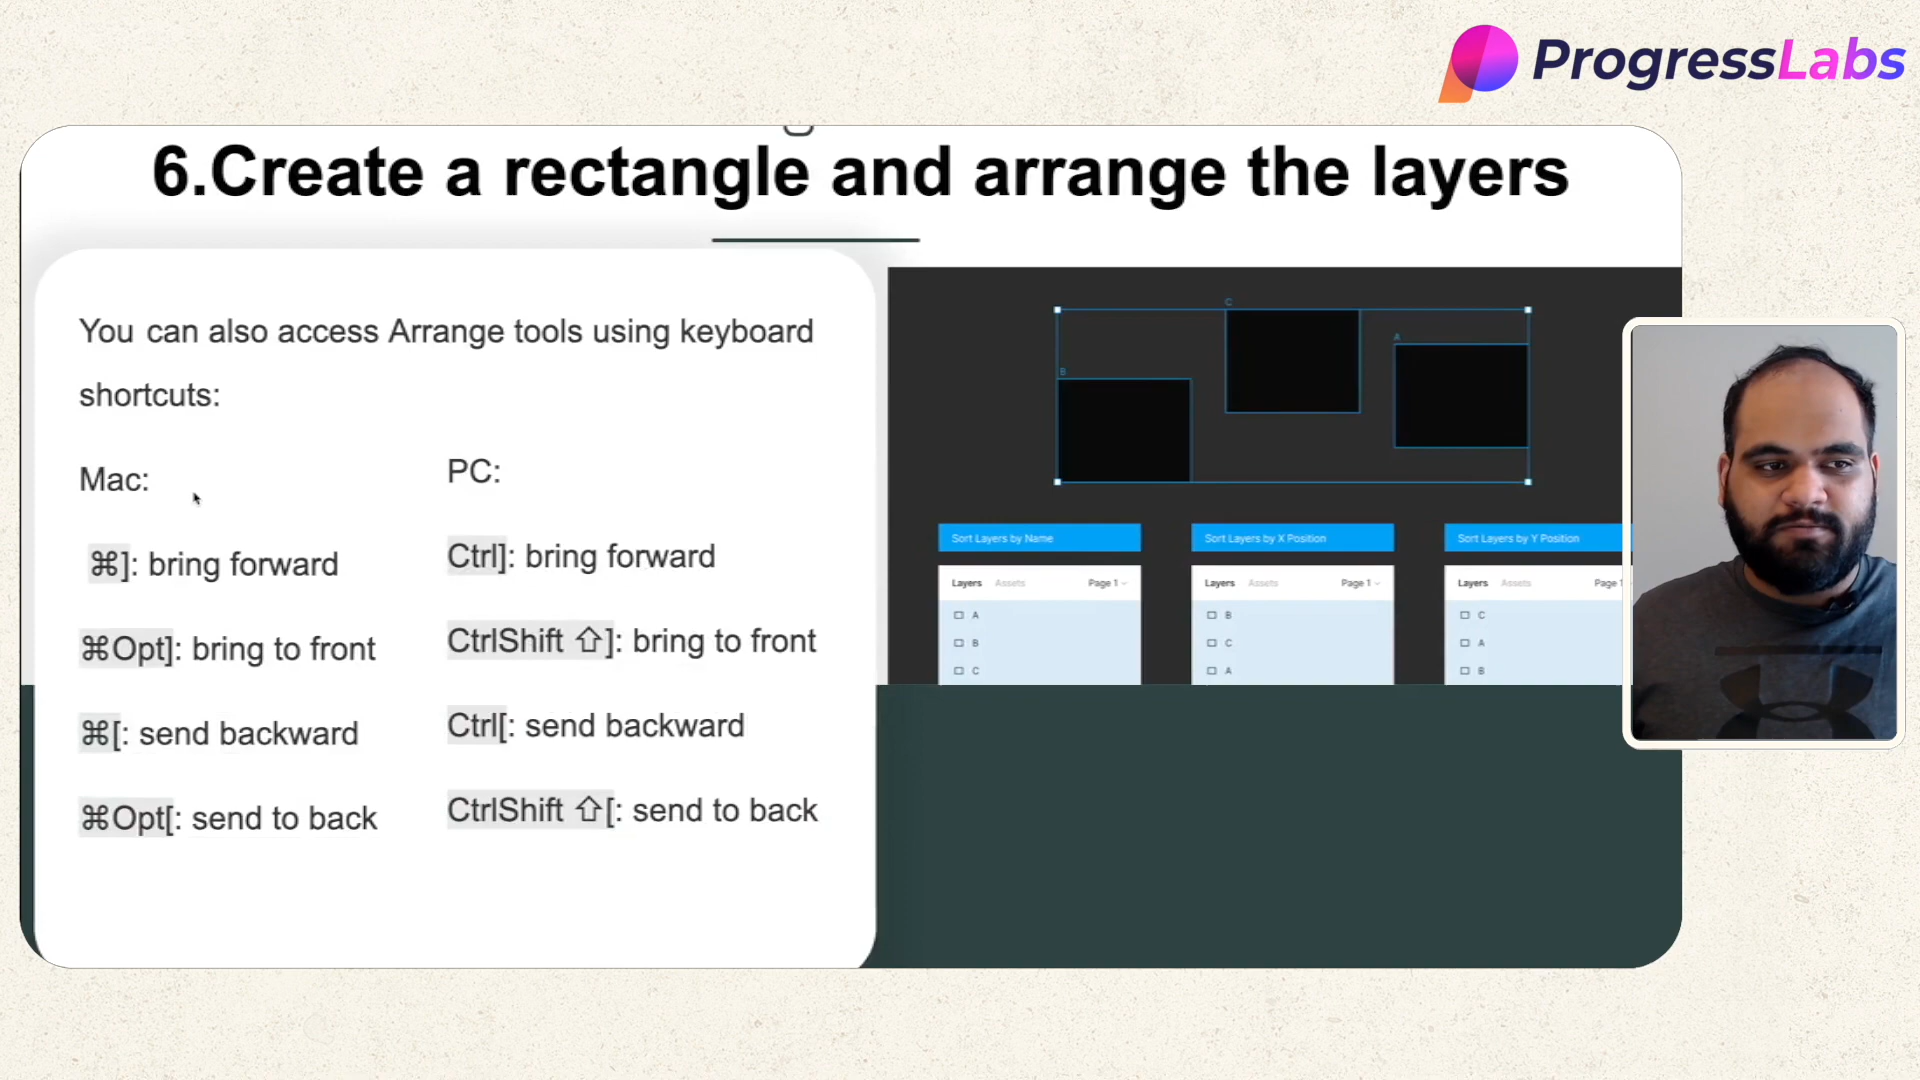 ProgressLabs
6.Create a rectangle and arrange the layers
You can also access Arrange tools using keyboard
shortcuts:
Mac:
⌘]: bring forward
⌘Opt]: bring to front
⌘[: send backward
⌘Opt[: send to back
PC:
Ctrl]: bring forward
CtrlShift ⇧]: bring to front
Ctrl[: send backward
CtrlShift ⇧[: send to back
C
A
B
Sort Layers by Name
Layers Assets Page 1
A
B
C
Sort Layers by X Position
Layers Assets Page 1
B
C
A
Sort Layers by Y Position
Layers Assets Page 1
C
A
B